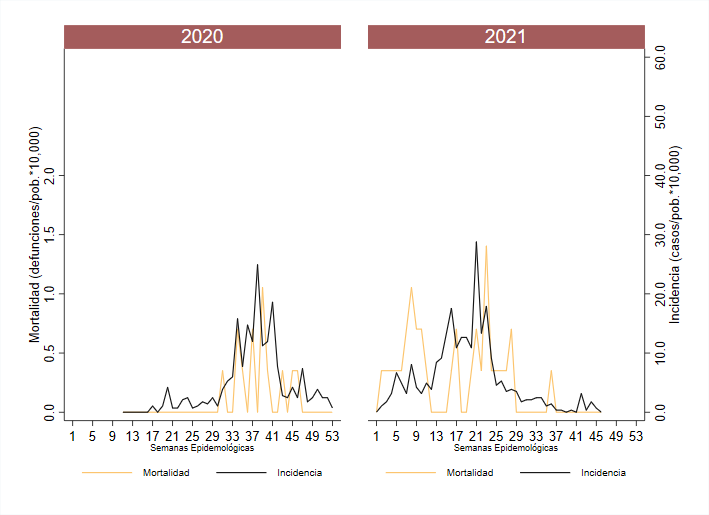 2020
2021
Mortalidad (defunciones/pob.*10,000)
0.0 0.5 1.0 1.5 2.0
Incidencia (casos/pob.*10,000)
0.0 10.0 20.0 30.0 40.0 50.0 60.0
1 5 9 13 17 21 25 29 33 37 41 45 49 53
Semanas Epidemológicas
1 5 9 13 17 21 25 29 33 37 41 45 49 53
Semanas Epidemológicas
Mortalidad Incidencia
Mortalidad Incidencia